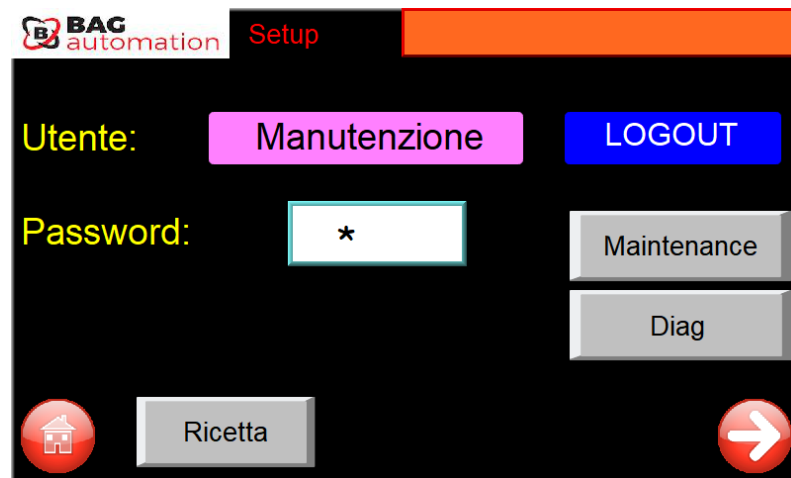 BAG
automation
Setup
Utente: Manutenzione LOGOUT
Password: *
Maintenance
Diag
Ricetta